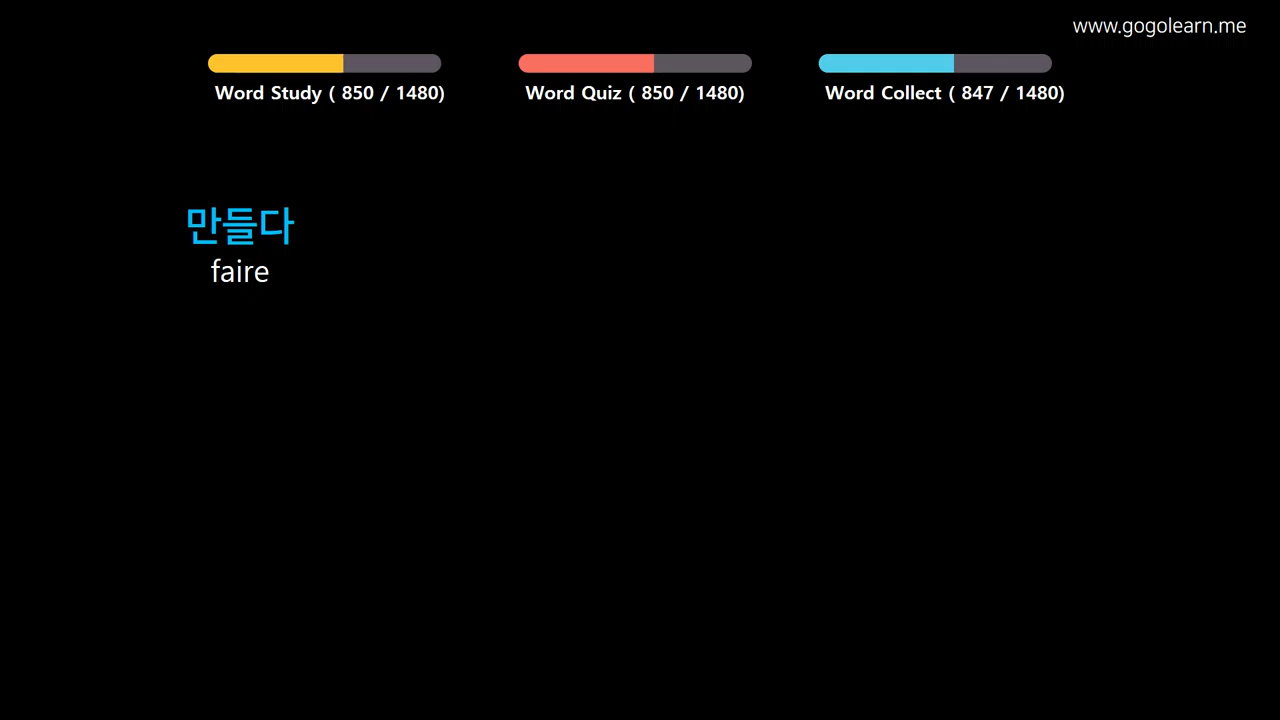 www.gogolearn.me
Word Study ( 850 / 1480)
Word Quiz ( 850 / 1480)
Word Collect ( 847 / 1480)
만들다
faire